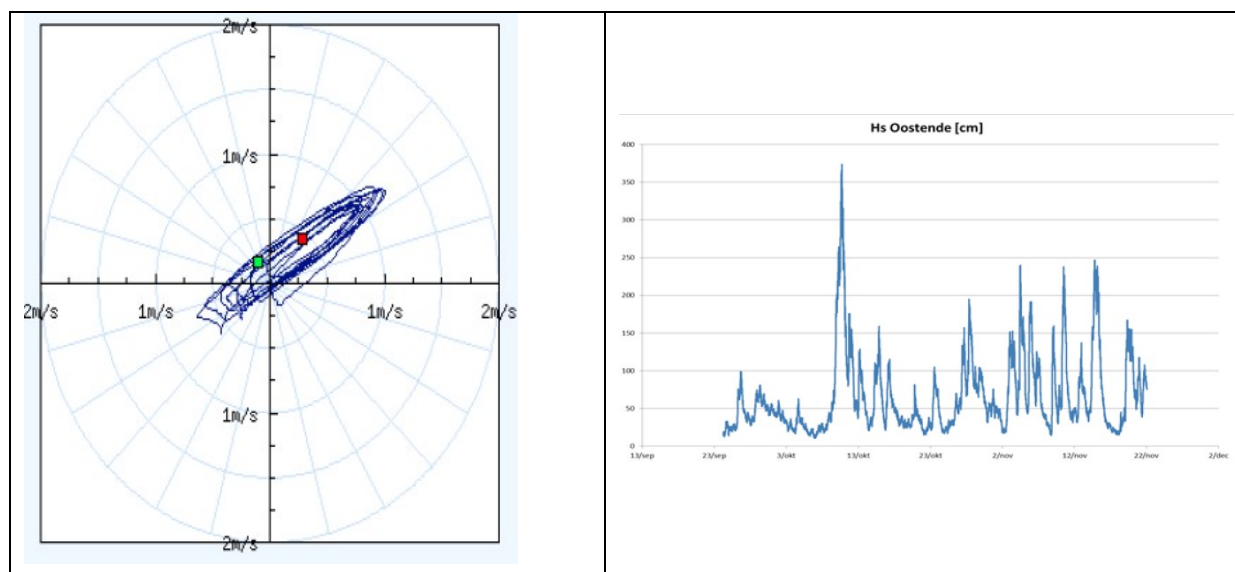 2m/s
1m/s
2m/s 1m/s 1m/s 2m/s
1m/s
2m/s
Hs Oostende [cm]
400
350
300
250
200
150
100
50
0
13/sep 23/sep 3/okt 13/okt 23/okt 2/nov 12/nov 22/nov 2/dec